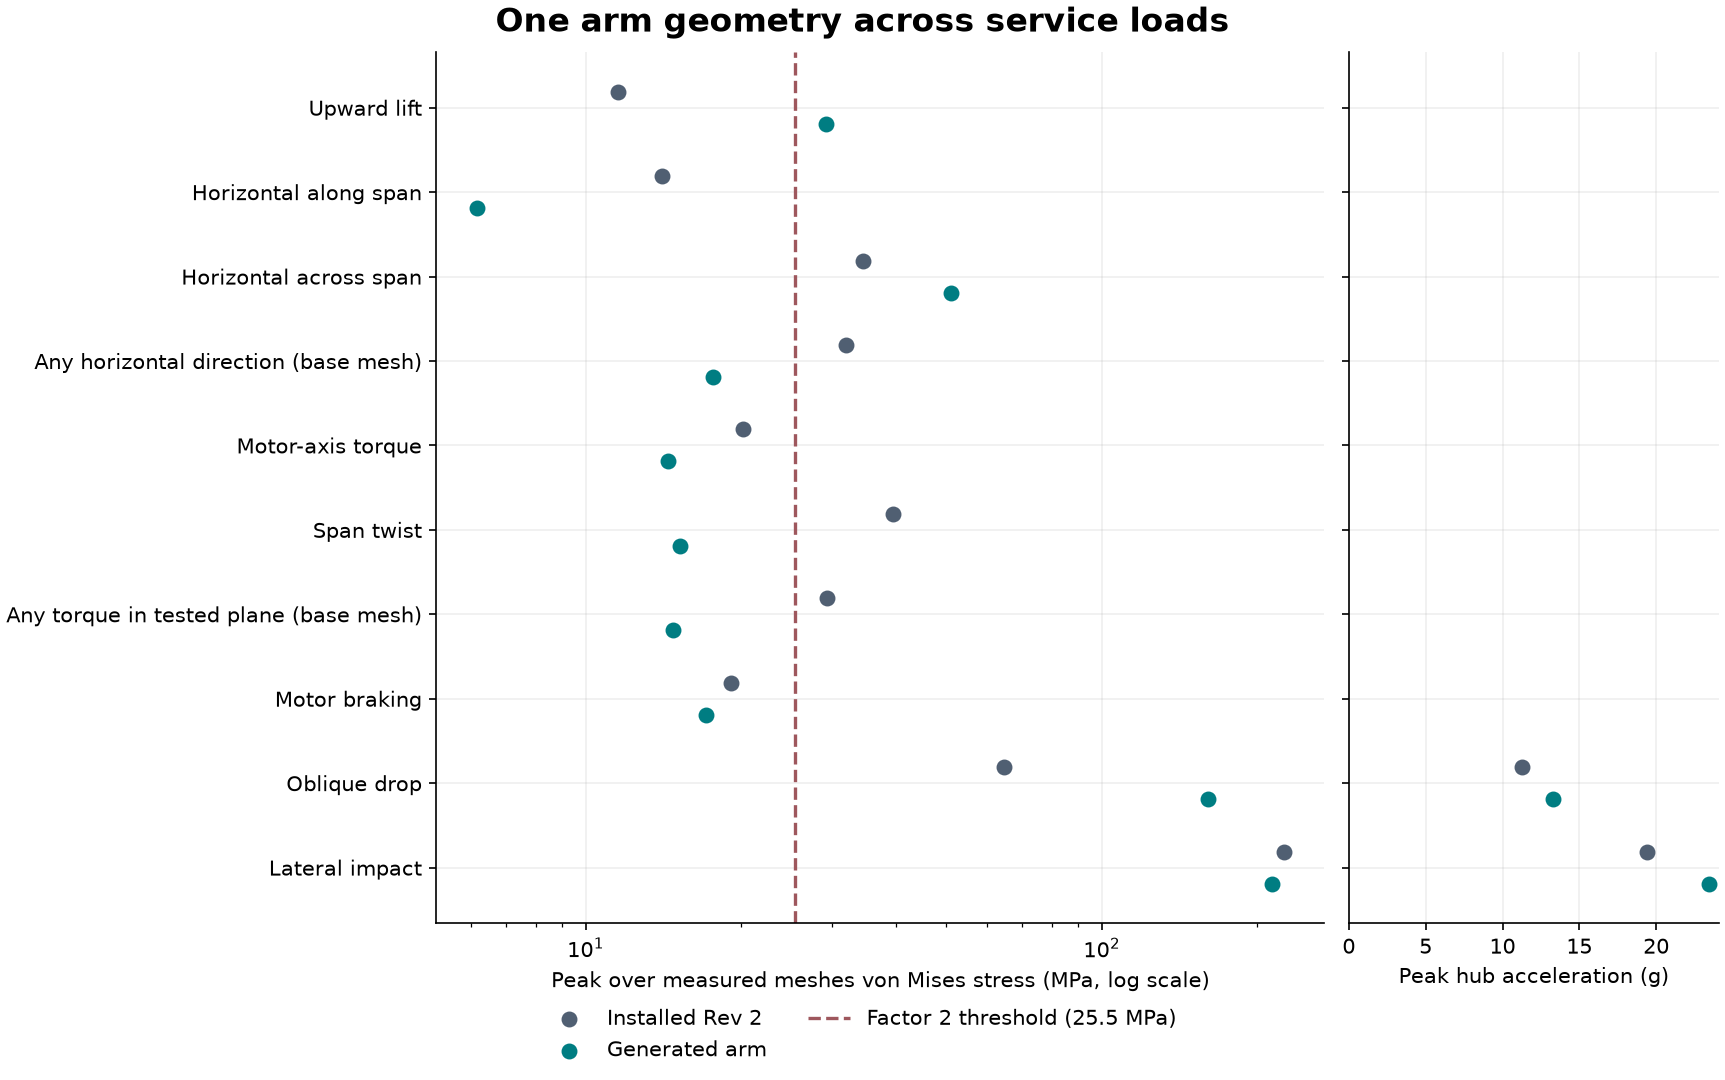 One arm geometry across service loads
Upward lift
Horizontal along span
Horizontal across span
Any horizontal direction (base mesh)
Motor-axis torque
Span twist
Any torque in tested plane (base mesh)
Motor braking
Oblique drop
Lateral impact
10¹ 10²
0 5 10 15 20
Peak over measured meshes von Mises stress (MPa, log scale)
Peak hub acceleration (g)
Installed Rev 2
Generated arm
Factor 2 threshold (25.5 MPa)